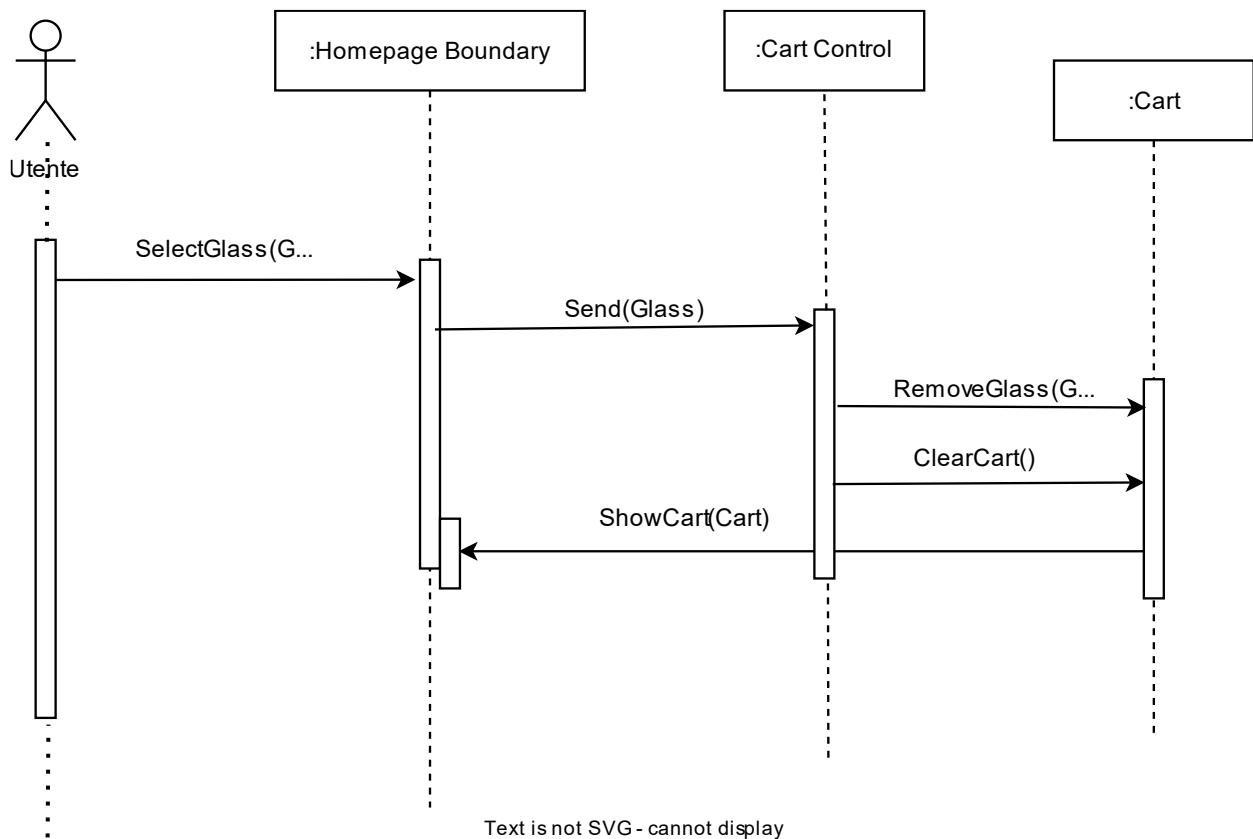 :Homepage Boundary
:Cart Control
:Cart
Utente
SelectGlass(G...
Send(Glass)
RemoveGlass(G...
ClearCart()
ShowCart(Cart)
Text is not SVG - cannot display